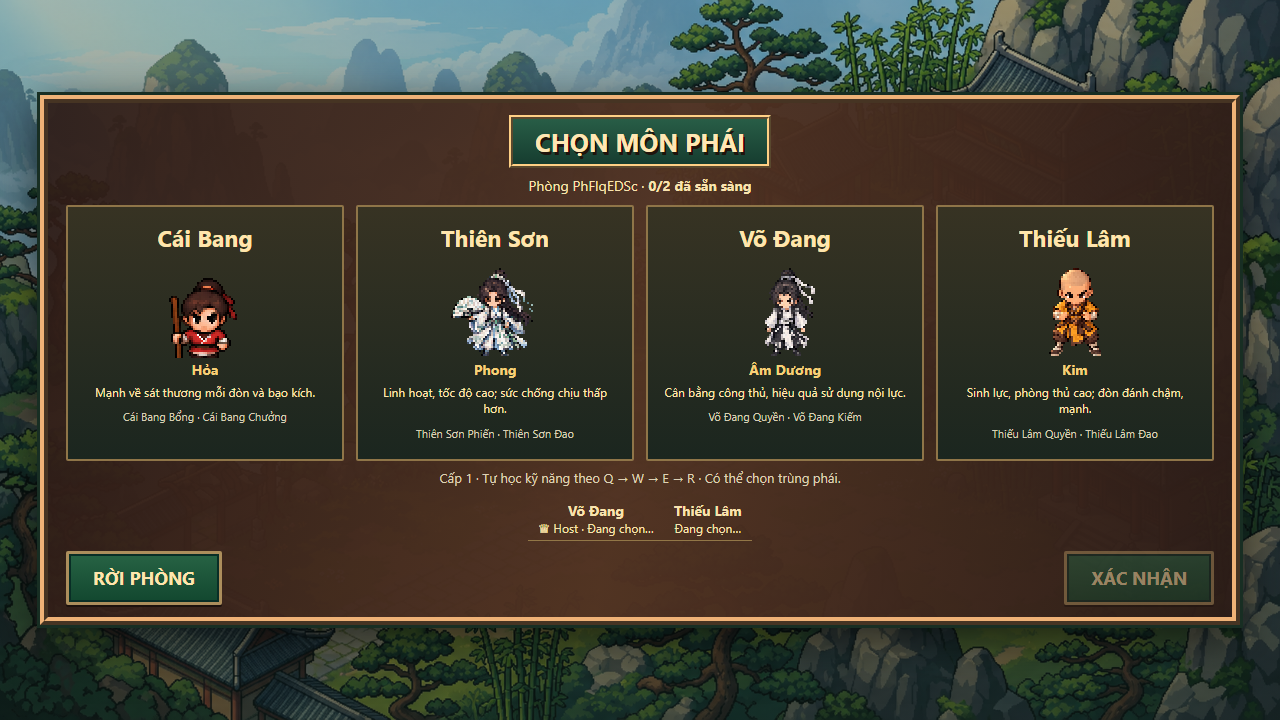 CHỌN MÔN PHÁI
Phòng PhFlqEDSc · 0/2 đã sẵn sàng
Cái Bang
Hỏa
Mạnh về sát thương mỗi đòn và bạo kích.
Cái Bang Bổng · Cái Bang Chưởng
Thiên Sơn
Phong
Linh hoạt, tốc độ cao; sức chống chịu thấp
hơn.
Thiên Sơn Phiến · Thiên Sơn Đao
Võ Đang
Âm Dương
Cân bằng công thủ, hiệu quả sử dụng nội lực.
Võ Đang Quyền · Võ Đang Kiếm
Thiếu Lâm
Kim
Sinh lực, phòng thủ cao; đòn đánh chậm,
mạnh.
Thiếu Lâm Quyền · Thiếu Lâm Đao
Cấp 1 · Tự học kỹ năng theo Q → W → E → R · Có thể chọn trùng phái.
Võ Đang
♛ Host · Đang chọn...
Thiếu Lâm
Đang chọn...
RỜI PHÒNG
XÁC NHẬN